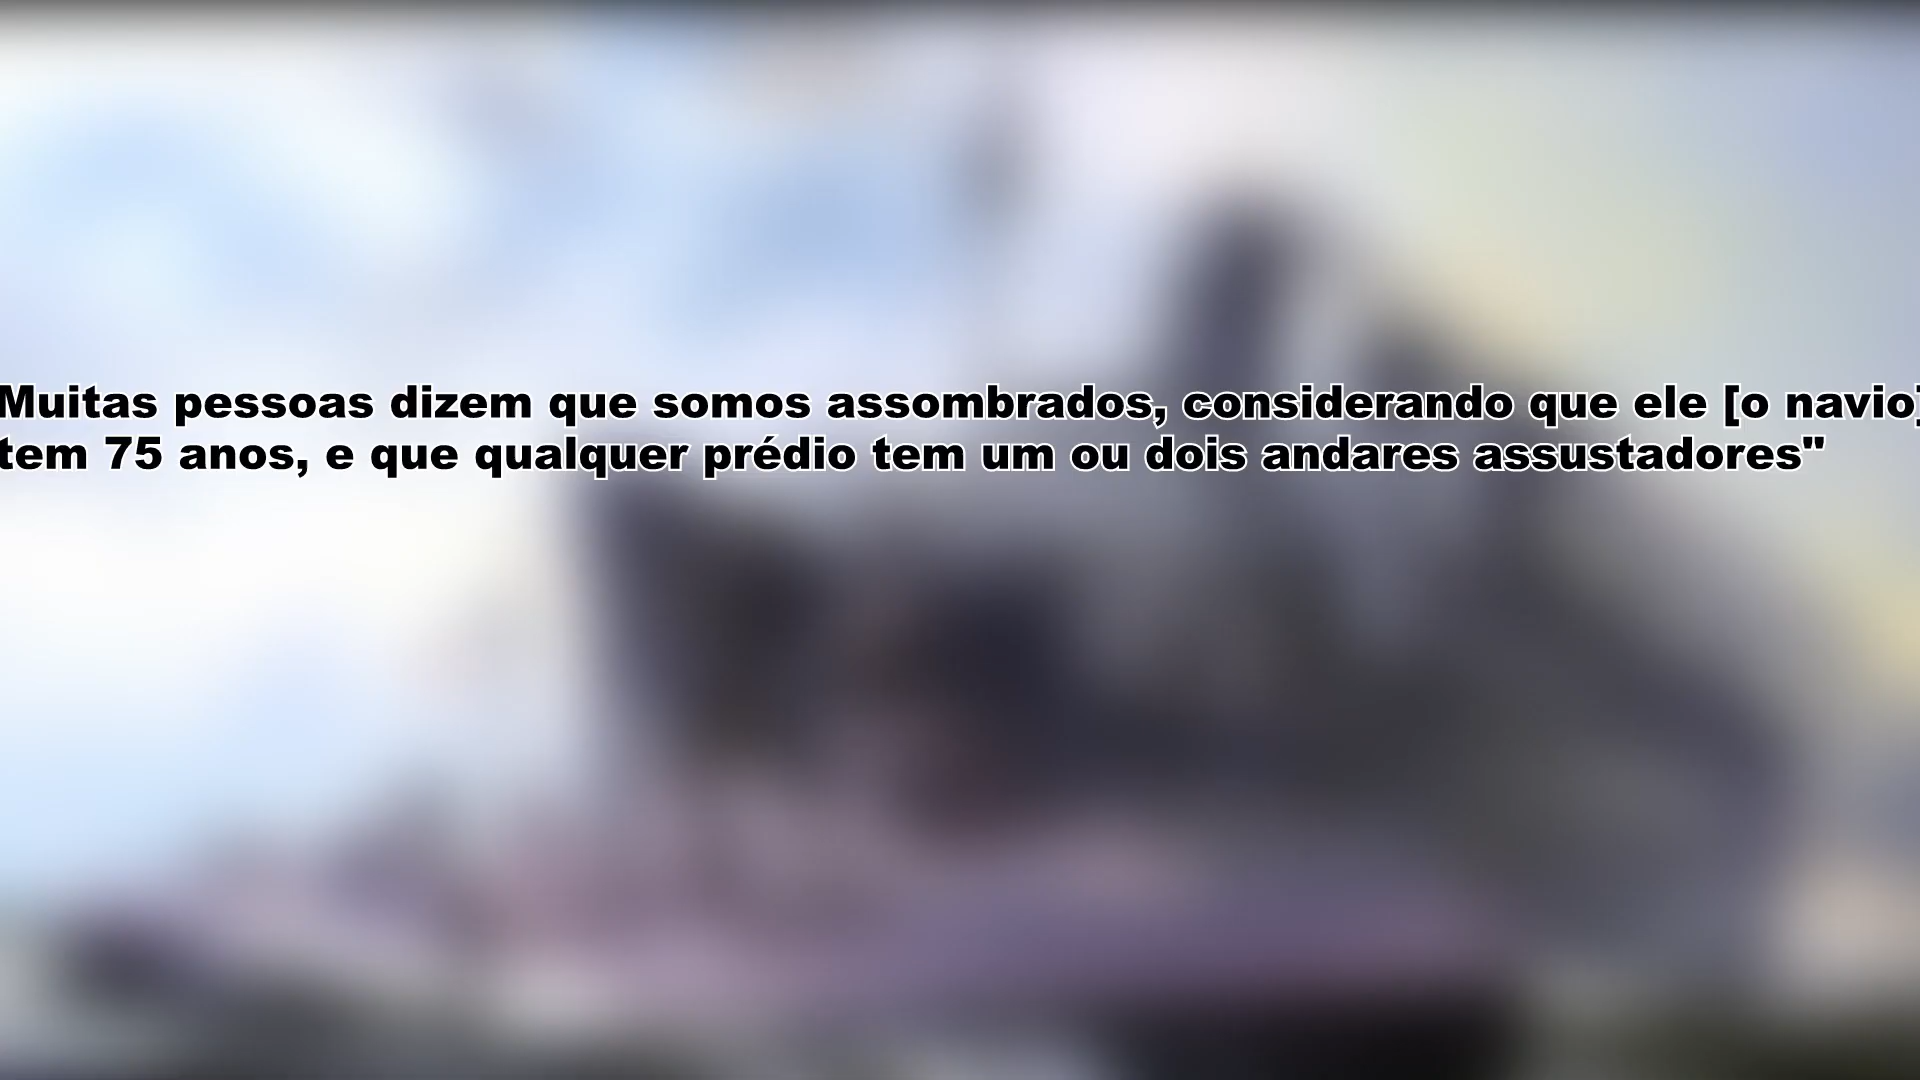 Muitas pessoas dizem que somos assombrados, considerando que ele [o navio]
tem 75 anos, e que qualquer prédio tem um ou dois andares assustadores"